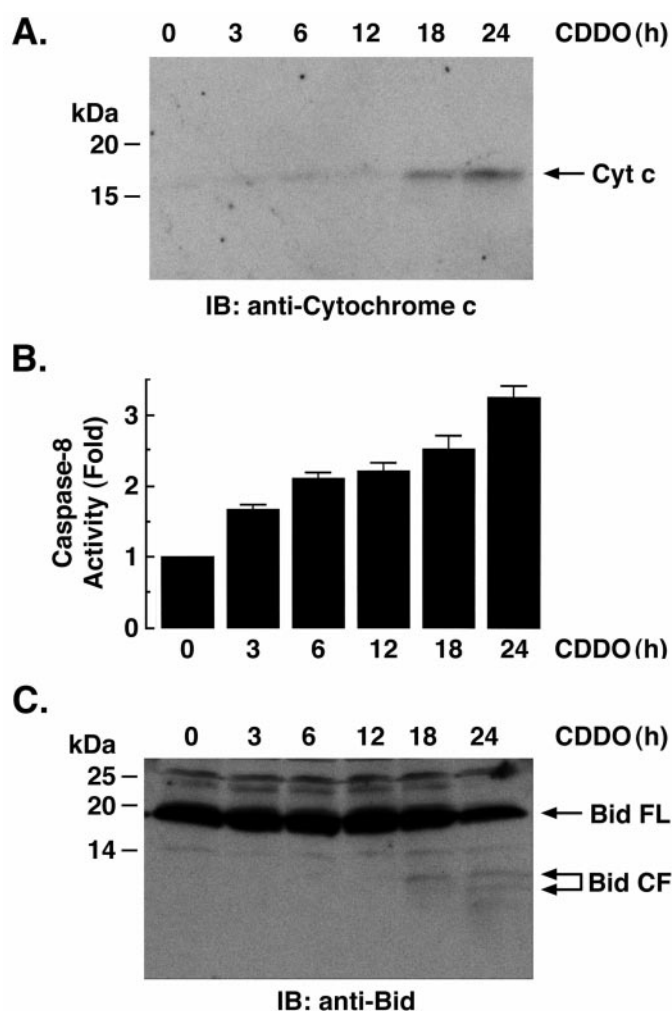 A.
0 3 6 12 18 24 CDDO (h)
kDa
20
15
Cyt c
IB: anti-Cytochrome c
B.
Caspase-8
Activity (Fold)
3
2
1
0
0 3 6 12 18 24 CDDO (h)
C.
0 3 6 12 18 24 CDDO (h)
kDa
25
20
14
Bid FL
Bid CF
IB: anti-Bid